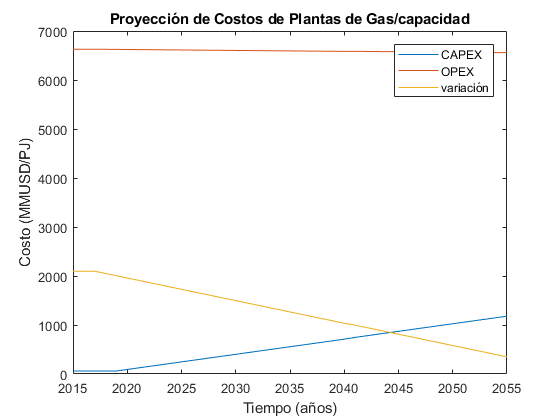 Proyección de Costos de Plantas de Gas/capacidad
7000
6000
5000
4000
3000
2000
1000
0
Costo (MMUSD/PJ)
CAPEX
OPEX
variación
2015 2020 2025 2030 2035 2040 2045 2050 2055
Tiempo (años)